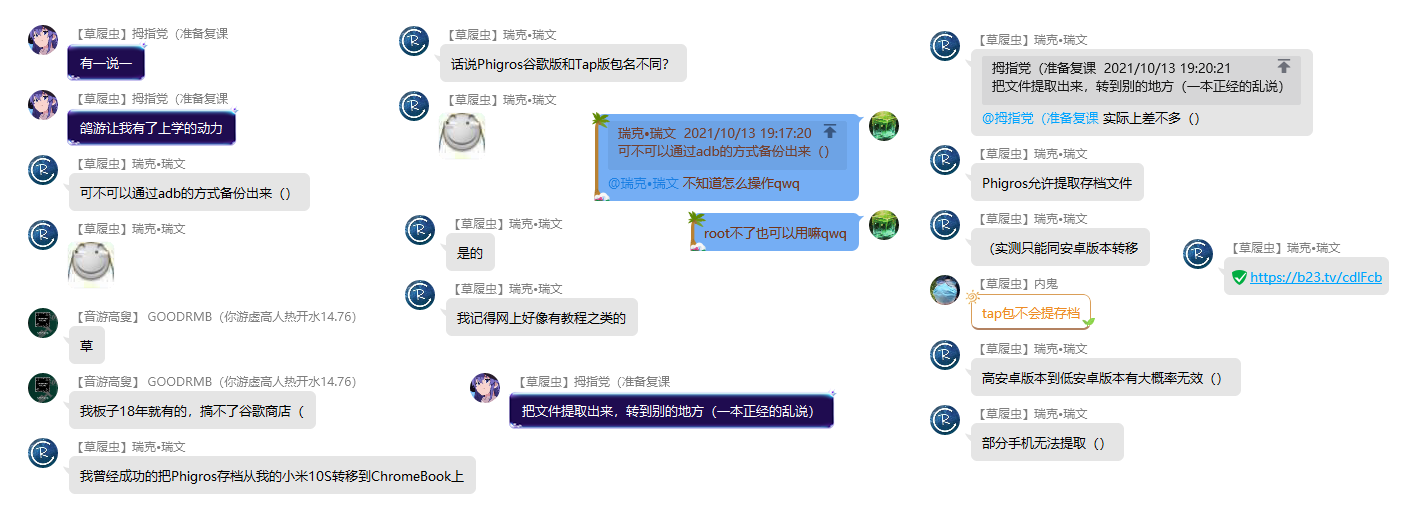 【草履虫】拇指党（准备复课
有一说一
【草履虫】拇指党（准备复课
鸽游让我有了上学的动力
【草履虫】瑞克•瑞文
可不可以通过adb的方式备份出来（）
【草履虫】瑞克•瑞文
【音游高叟】GOODRMB（你游虚高人热开水14.76）
草
【音游高叟】GOODRMB（你游虚高人热开水14.76）
我板子18年就有的，搞不了谷歌商店（
【草履虫】瑞克•瑞文
我曾经成功的把Phigros存档从我的小米10S转移到ChromeBook上
【草履虫】瑞克•瑞文
话说Phigros谷歌版和Tap版包名不同？
【草履虫】瑞克•瑞文
瑞克•瑞文 2021/10/13 19:17:20
可不可以通过adb的方式备份出来（）
@瑞克•瑞文 不知道怎么操作qwq
root不了也可以用嘛qwq
【草履虫】瑞克•瑞文
是的
【草履虫】瑞克•瑞文
我记得网上好像有教程之类的
【草履虫】拇指党（准备复课
把文件提取出来，转到别的地方（一本正经的乱说）
【草履虫】瑞克•瑞文
拇指党（准备复课 2021/10/13 19:20:21
把文件提取出来，转到别的地方（一本正经的乱说）
@拇指党（准备复课 实际上差不多（）
【草履虫】瑞克•瑞文
Phigros允许提取存档文件
【草履虫】瑞克•瑞文
（实测只能同安卓版本转移
【草履虫】内鬼
tap包不会提存档
【草履虫】瑞克•瑞文
高安卓版本到低安卓版本有大概率无效（）
【草履虫】瑞克•瑞文
部分手机无法提取（）
【草履虫】瑞克•瑞文
https://b23.tv/cdlFcb